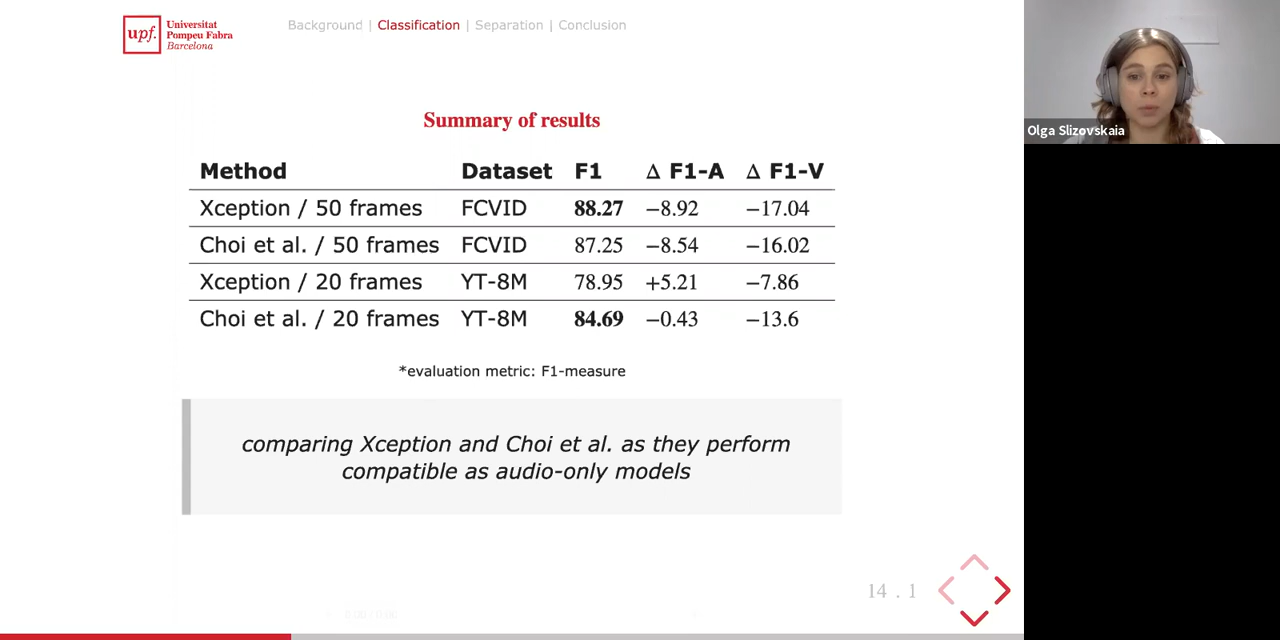 upf.
Universitat
Pompeu Fabra
Barcelona
Background | Classification | Separation | Conclusion
Summary of results
Method Dataset F1 Δ F1-A Δ F1-V
Xception / 50 frames FCVID 88.27 −8.92 −17.04
Choi et al. / 50 frames FCVID 87.25 −8.54 −16.02
Xception / 20 frames YT-8M 78.95 +5.21 −7.86
Choi et al. / 20 frames YT-8M 84.69 −0.43 −13.6
*evaluation metric: F1-measure
comparing Xception and Choi et al. as they perform
compatible as audio-only models
14 . 1
Olga Slizovskaia